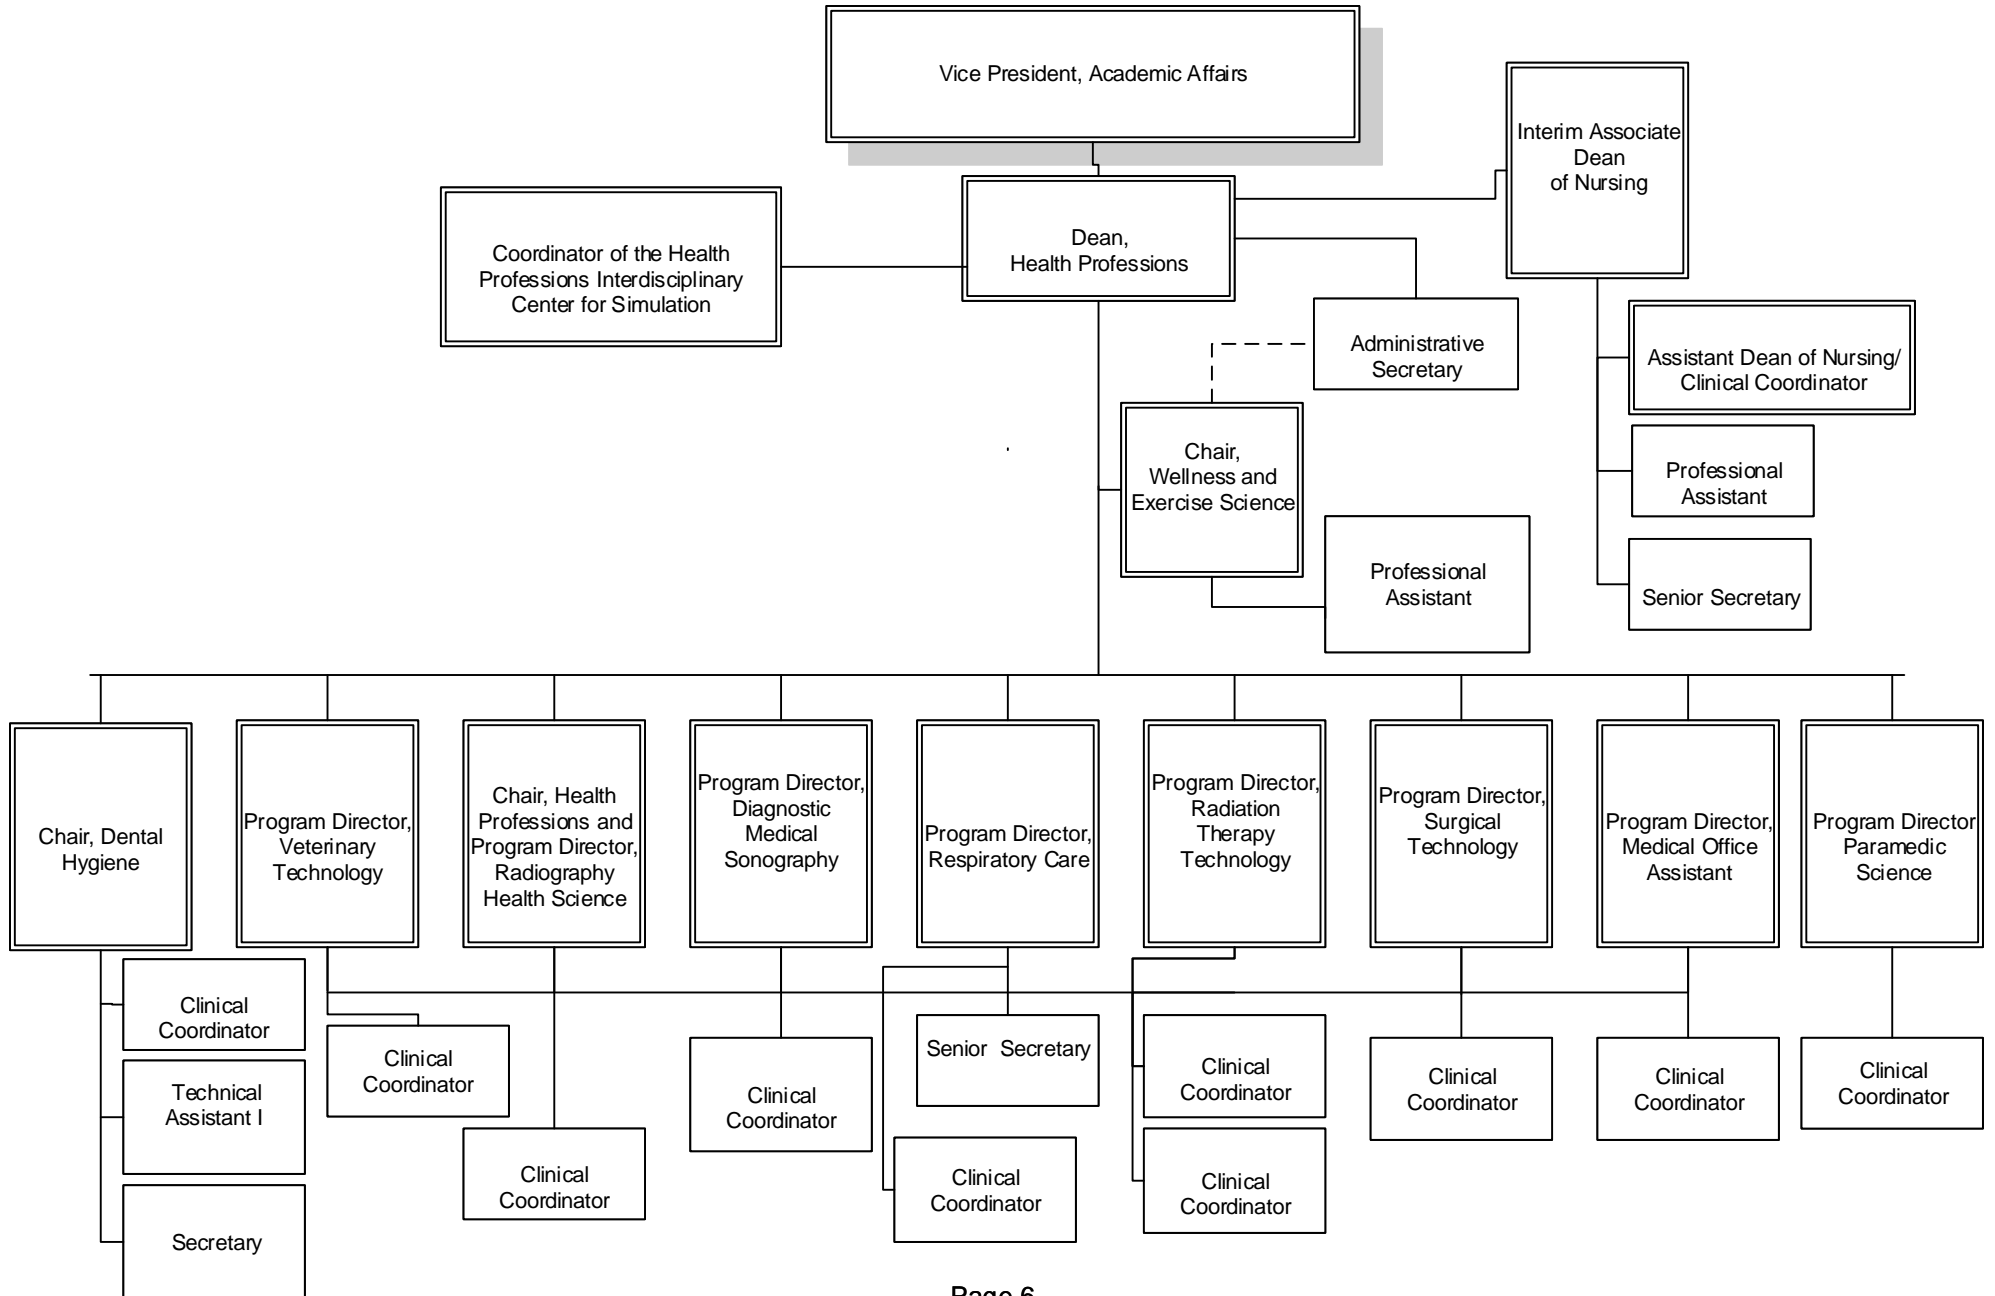 Vice President, Academic Affairs
Interim Associate
Dean
of Nursing
Coordinator of the Health
Professions Interdisciplinary
Center for Simulation
Dean,
Health Professions
Administrative
Secretary
Assistant Dean of Nursing/
Clinical Coordinator
Chair,
Wellness and
Exercise Science
Professional
Assistant
Professional
Assistant
Senior Secretary
Chair, Dental
Hygiene
Program Director,
Veterinary
Technology
Chair, Health
Professions and
Program Director,
Radiography
Health Science
Program Director,
Diagnostic
Medical
Sonography
Program Director,
Respiratory Care
Program Director,
Radiation
Therapy
Technology
Program Director,
Surgical
Technology
Program Director,
Medical Office
Assistant
Program Director
Paramedic
Science
Clinical
Coordinator
Technical
Assistant I
Secretary
Clinical
Coordinator
Clinical
Coordinator
Clinical
Coordinator
Senior Secretary
Clinical
Coordinator
Clinical
Coordinator
Clinical
Coordinator
Clinical
Coordinator
Clinical
Coordinator
Clinical
Coordinator
Page 6